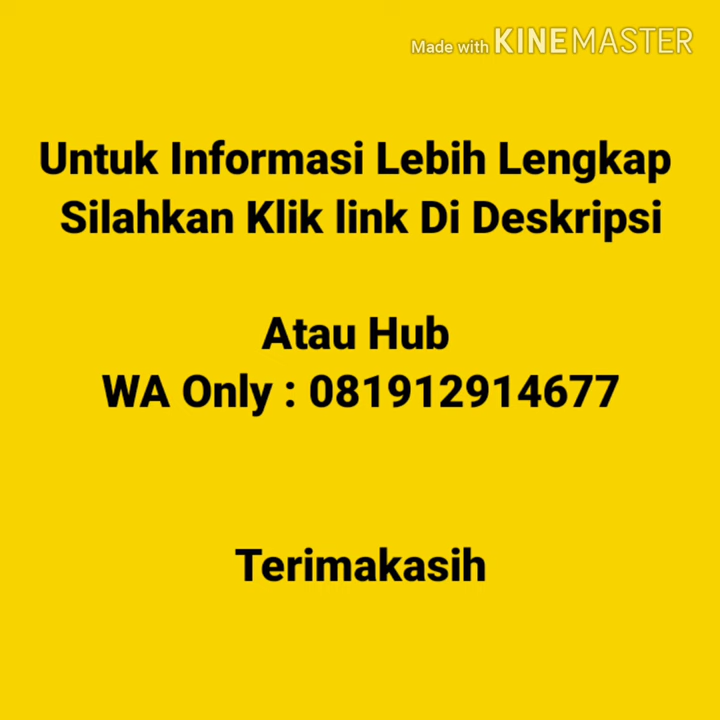 Made with KINEMASTER
Untuk Informasi Lebih Lengkap
Silahkan Klik link Di Deskripsi
Atau Hub
WA Only : 081912914677
Terimakasih